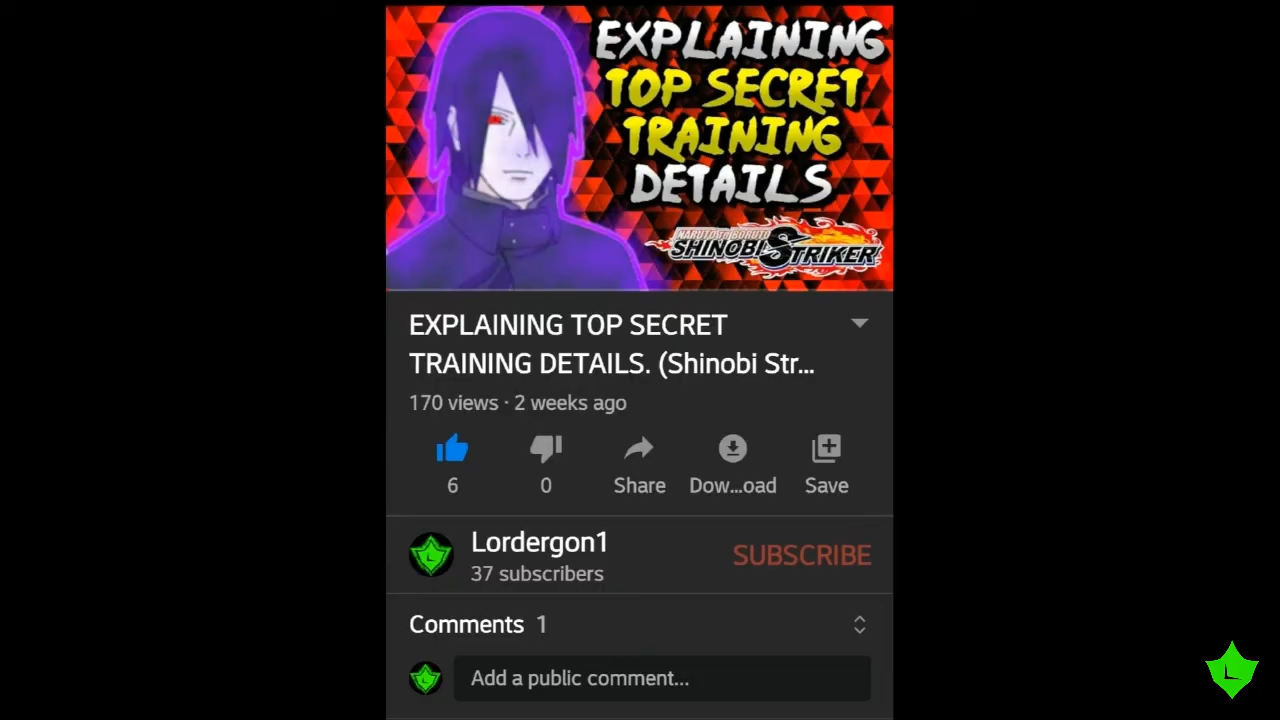 EXPLAINING
TOP SECRET
TRAINING
DETAILS
NARUTO TO BORUTO
SHINOBI STRIKER
EXPLAINING TOP SECRET
TRAINING DETAILS. (Shinobi Str...
170 views · 2 weeks ago
6
0
Share
Dow...oad
Save
Lordergon1
37 subscribers
SUBSCRIBE
Comments 1
Add a public comment...
L